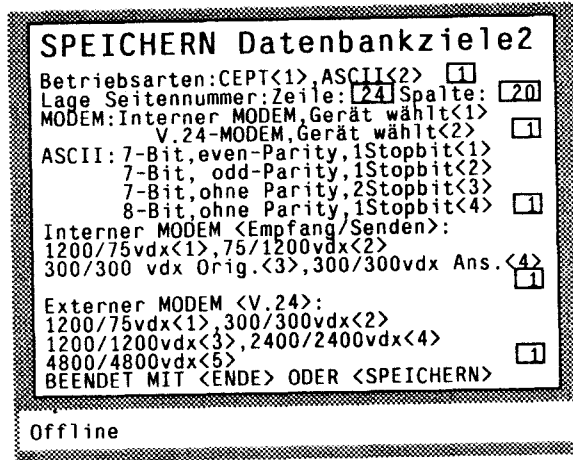 SPEICHERN Datenbankziele2
Betriebsarten:CEPT<1>,ASCII<2> 1
Lage Seitennummer:Zeile: 24 Spalte: 20
MODEM:Interner MODEM,Gerät wählt<1>
V.24-MODEM,Gerät wählt<2> 1
ASCII:7-Bit,even-Parity,1Stopbit<1>
7-Bit, odd-Parity,1Stopbit<2>
7-Bit,ohne Parity,2Stopbit<3>
8-Bit,ohne Parity,1Stopbit<4> 1
Interner MODEM <Empfang/Senden>:
1200/75vdx<1>,75/1200vdx<2>
300/300 vdx Orig.<3>,300/300vdx Ans.<4>
1
Externer MODEM <V.24>:
1200/75vdx<1>,300/300vdx<2>
1200/1200vdx<3>,2400/2400vdx<4>
4800/4800vdx<5> 1
BEENDET MIT <ENDE> ODER <SPEICHERN>
Offline